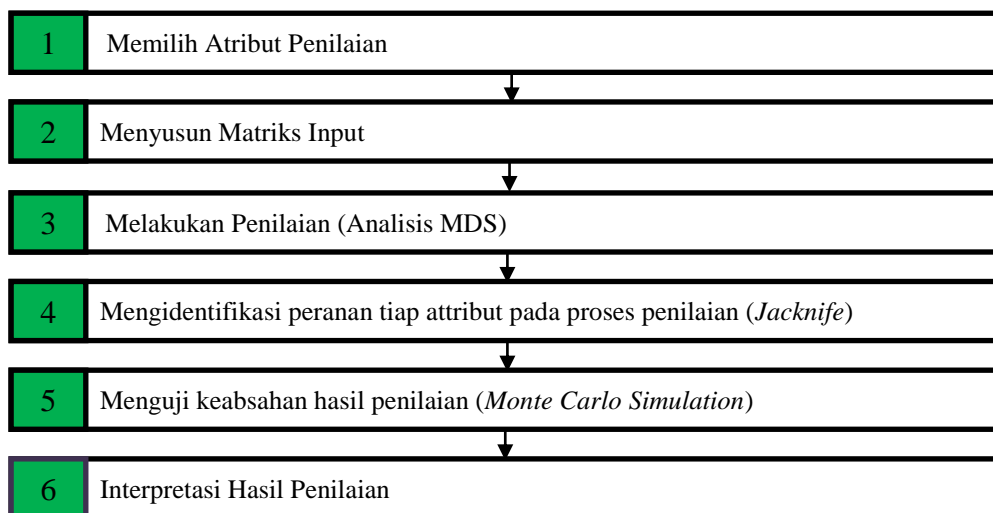 1 Memilih Atribut Penilaian
2 Menyusun Matriks Input
3 Melakukan Penilaian (Analisis MDS)
4 Mengidentifikasi peranan tiap attribut pada proses penilaian (Jacknife)
5 Menguji keabsahan hasil penilaian (Monte Carlo Simulation)
6 Interpretasi Hasil Penilaian